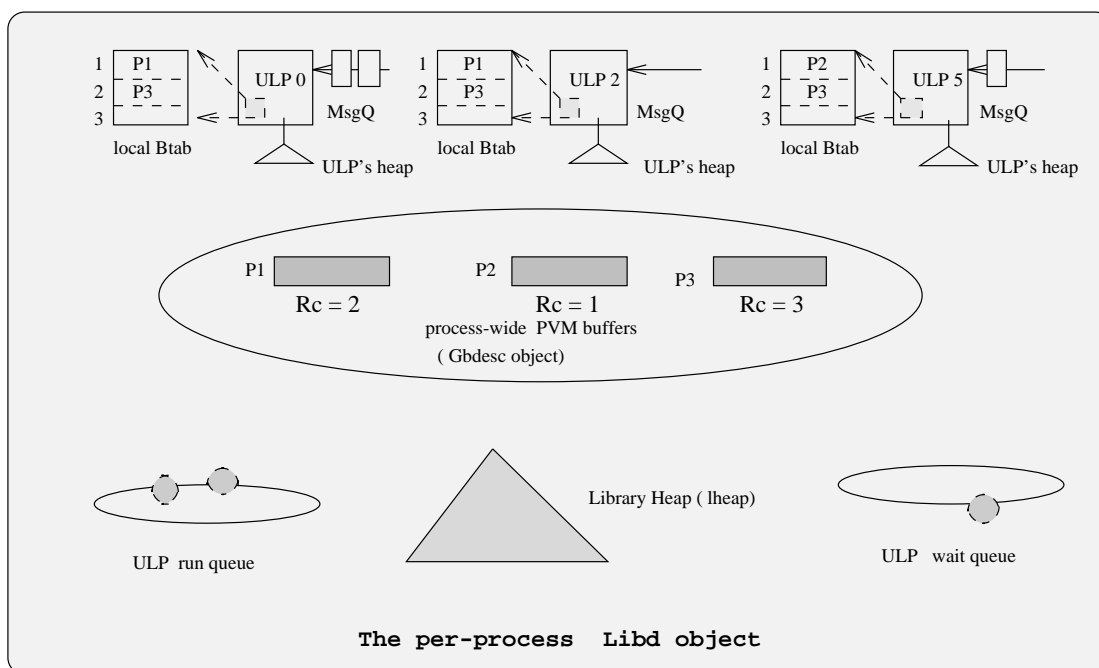 1
2
3
P1
P3
ULP 0
MsgQ
local Btab
ULP's heap
1
2
3
P1
P3
ULP 2
MsgQ
local Btab
ULP's heap
1
2
3
P2
P3
ULP 5
MsgQ
local Btab
ULP's heap
P1
Rc = 2
P2
Rc = 1
P3
Rc = 3
process-wide PVM buffers
( Gbdesc object)
ULP run queue
Library Heap ( lheap)
ULP wait queue
The per-process Libd object